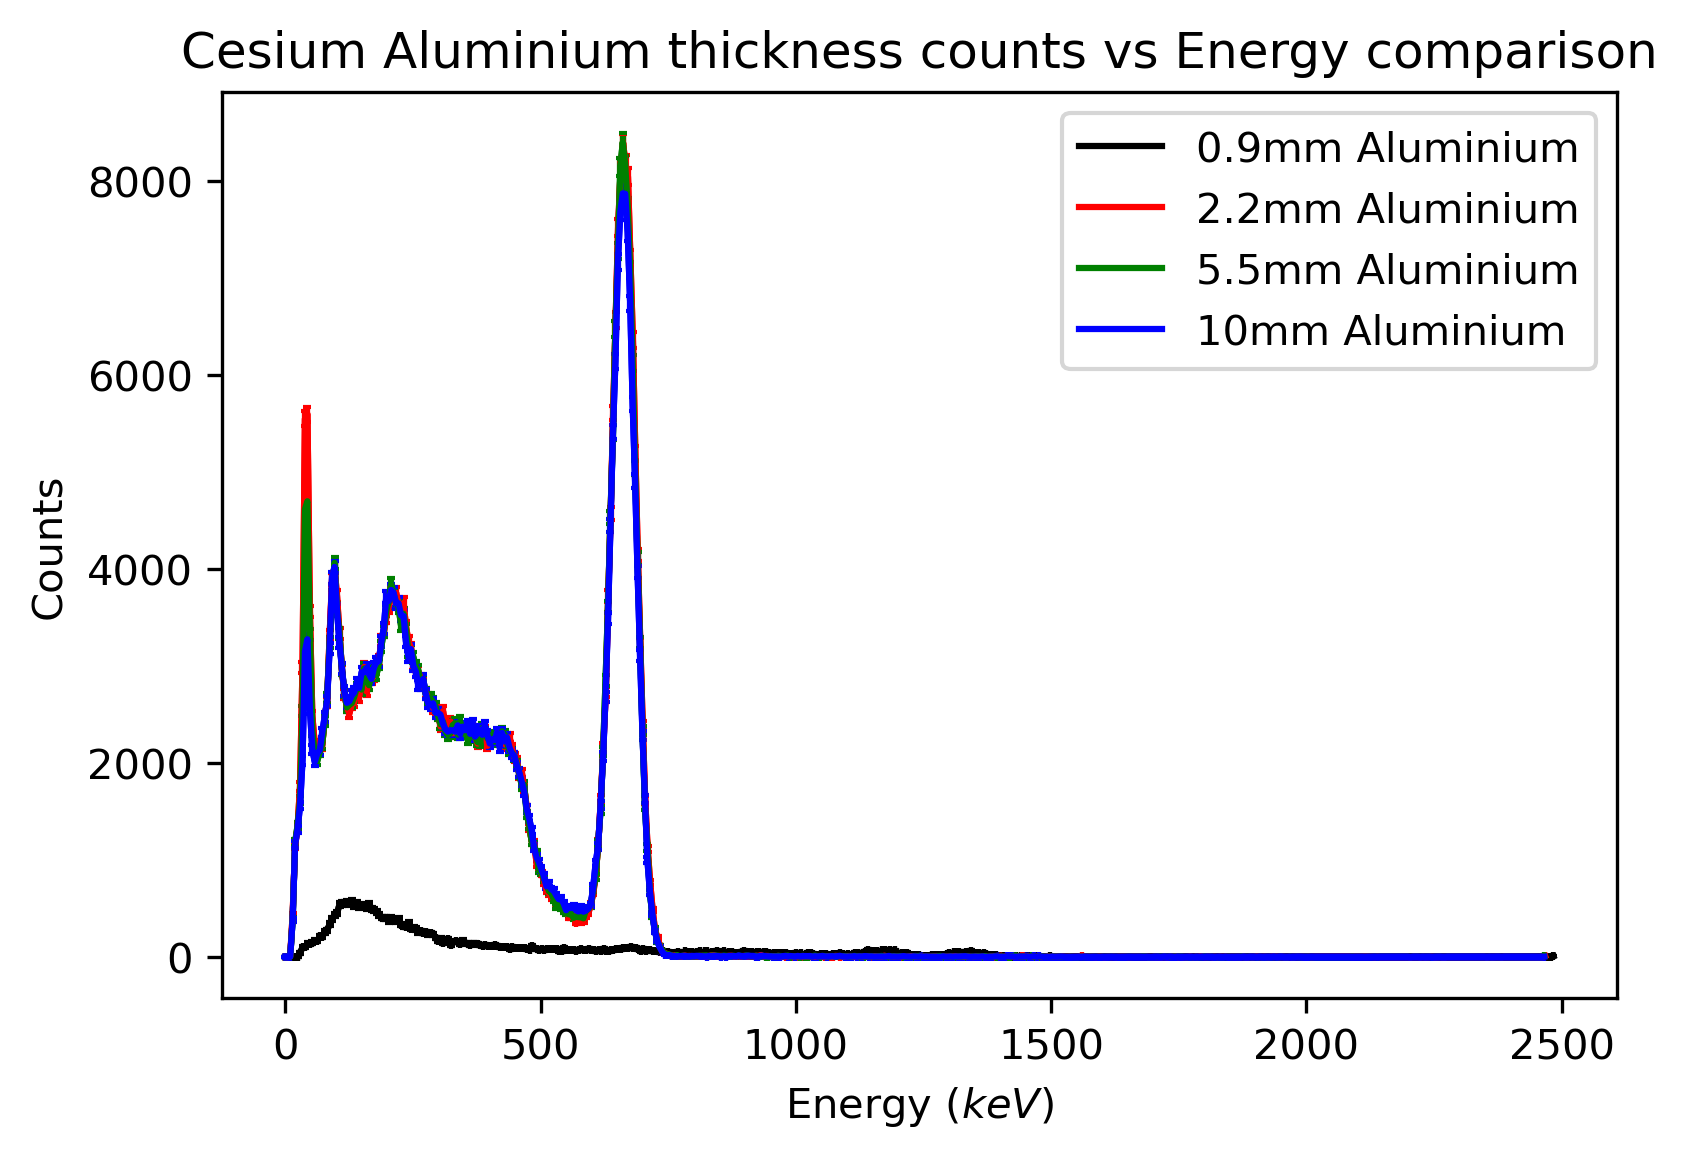 Cesium Aluminium thickness counts vs Energy comparison
0.9mm Aluminium
2.2mm Aluminium
5.5mm Aluminium
10mm Aluminium
8000
6000
4000
2000
0
Counts
0 500 1000 1500 2000 2500
Energy (keV)